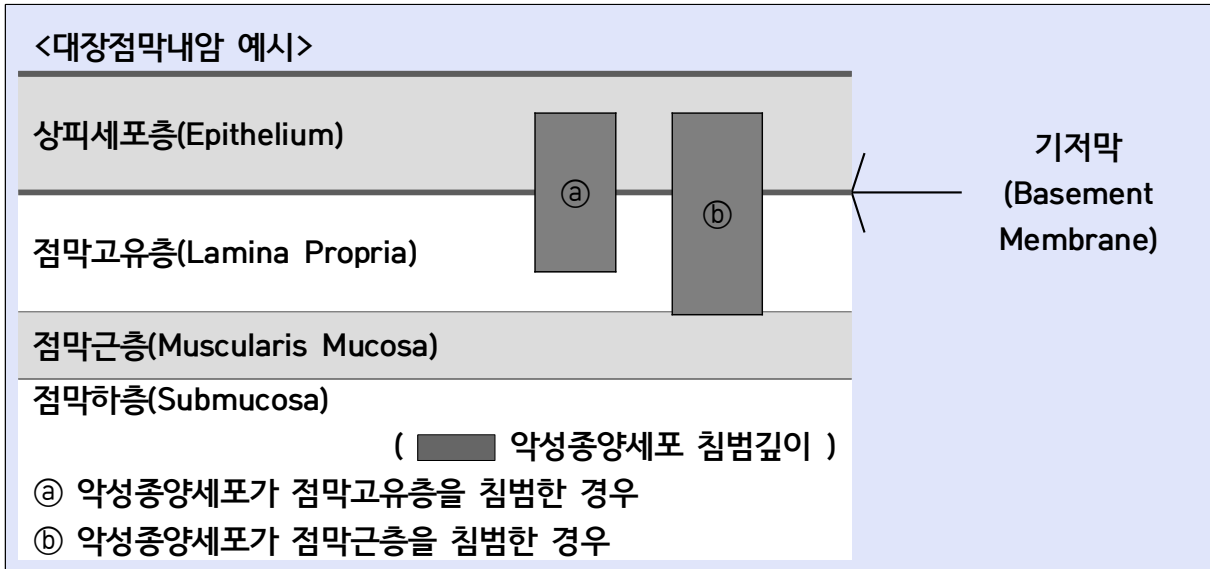 <대장점막내암 예시>
상피세포층(Epithelium)
기저막
(Basement
Membrane)
ⓐ
ⓑ
점막고유층(Lamina Propria)
점막근층(Muscularis Mucosa)
점막하층(Submucosa)
( 악성종양세포 침범깊이 )
ⓐ 악성종양세포가 점막고유층을 침범한 경우
ⓑ 악성종양세포가 점막근층을 침범한 경우